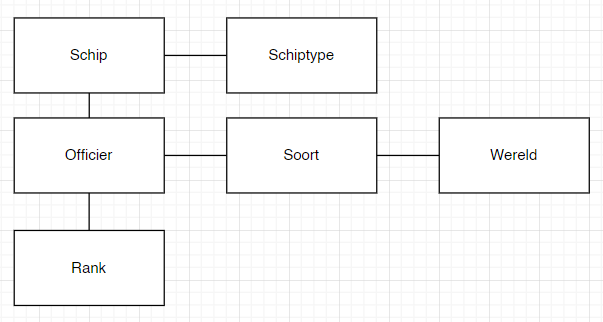 Schip
Schiptype
Officier
Soort
Wereld
Rank